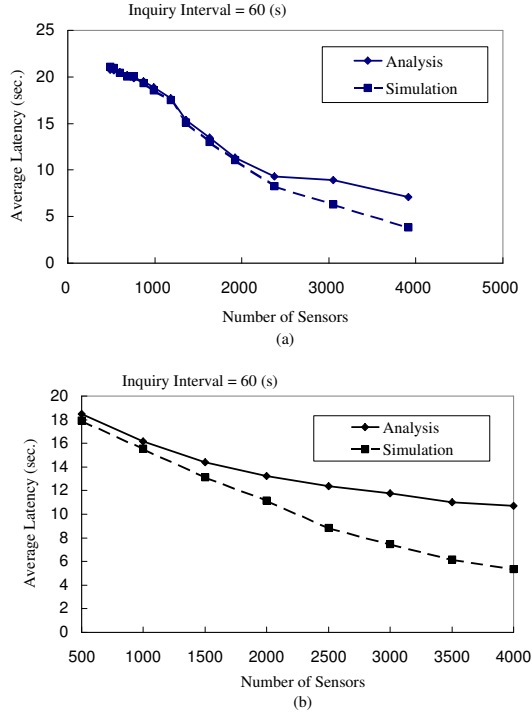 Inquiry Interval = 60 (s)
25
20
15
10
5
0
Average Latency (sec.)
Analysis
Simulation
0 1000 2000 3000 4000 5000
Number of Sensors
(a)
Inquiry Interval = 60 (s)
20
18
16
14
12
10
8
6
4
2
0
Average Latency (sec.)
Analysis
Simulation
500 1000 1500 2000 2500 3000 3500 4000
Number of Sensors
(b)